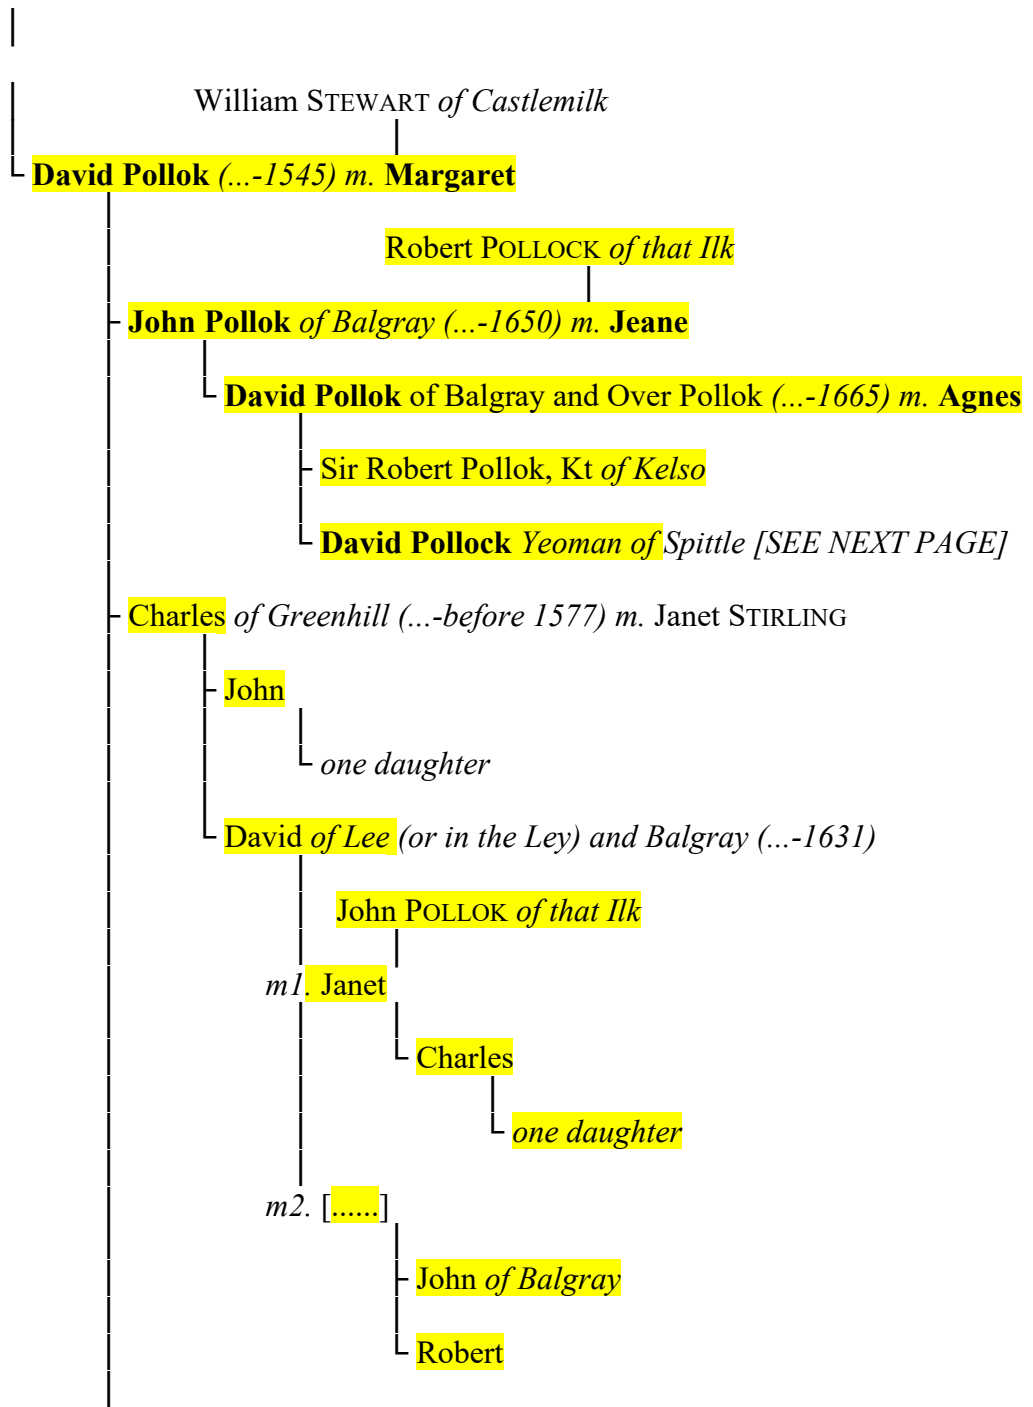 William STEWART of Castlemilk
David Pollok (...-1545) m. Margaret
Robert POLLOCK of that Ilk
John Pollok of Balgray (...-1650) m. Jeane
David Pollok of Balgray and Over Pollok (...-1665) m. Agnes
Sir Robert Pollok, Kt of Kelso
David Pollock Yeoman of Spittle [SEE NEXT PAGE]
Charles of Greenhill (...-before 1577) m. Janet STIRLING
John
one daughter
David of Lee (or in the Ley) and Balgray (...-1631)
John POLLOK of that Ilk
m1. Janet
Charles
one daughter
m2. [......]
John of Balgray
Robert